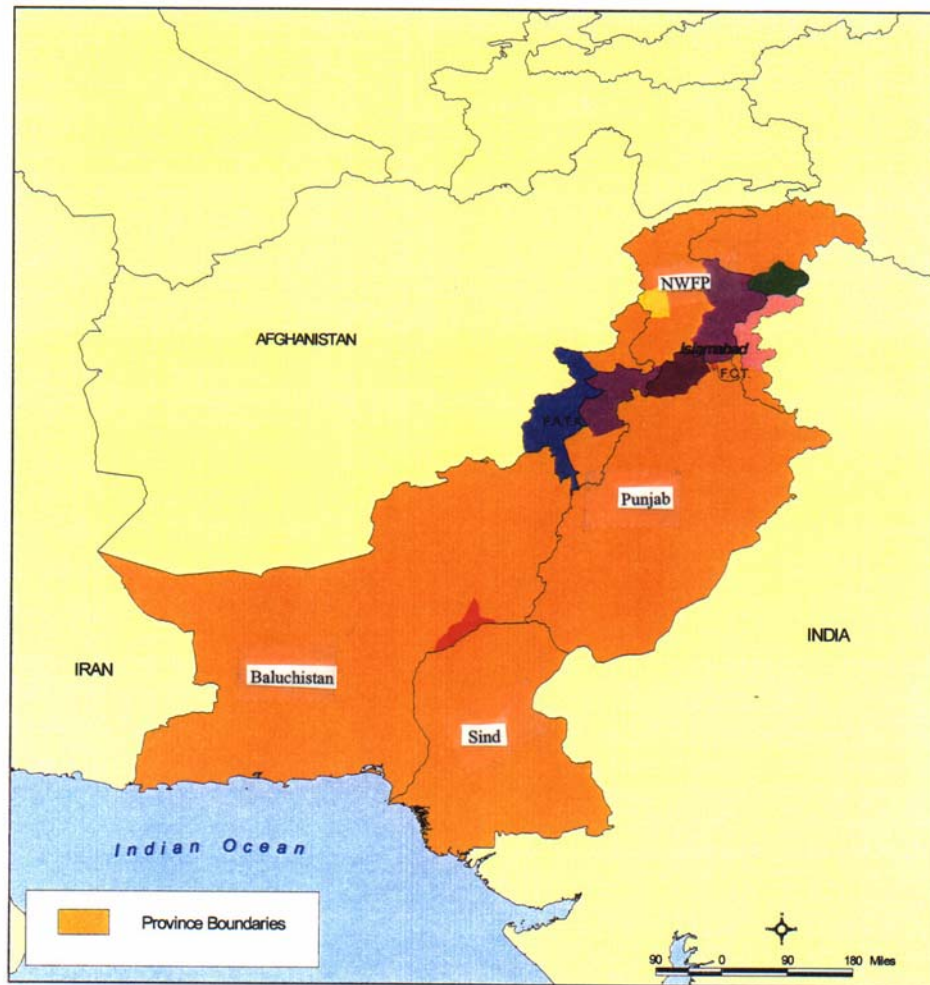 NWFP
AFGHANISTAN
Islamabad
F.C.T.
F.A.T.A.
Punjab
INDIA
IRAN
Baluchistan
Sind
Indian Ocean
Province Boundaries
90 0 90 180 Miles